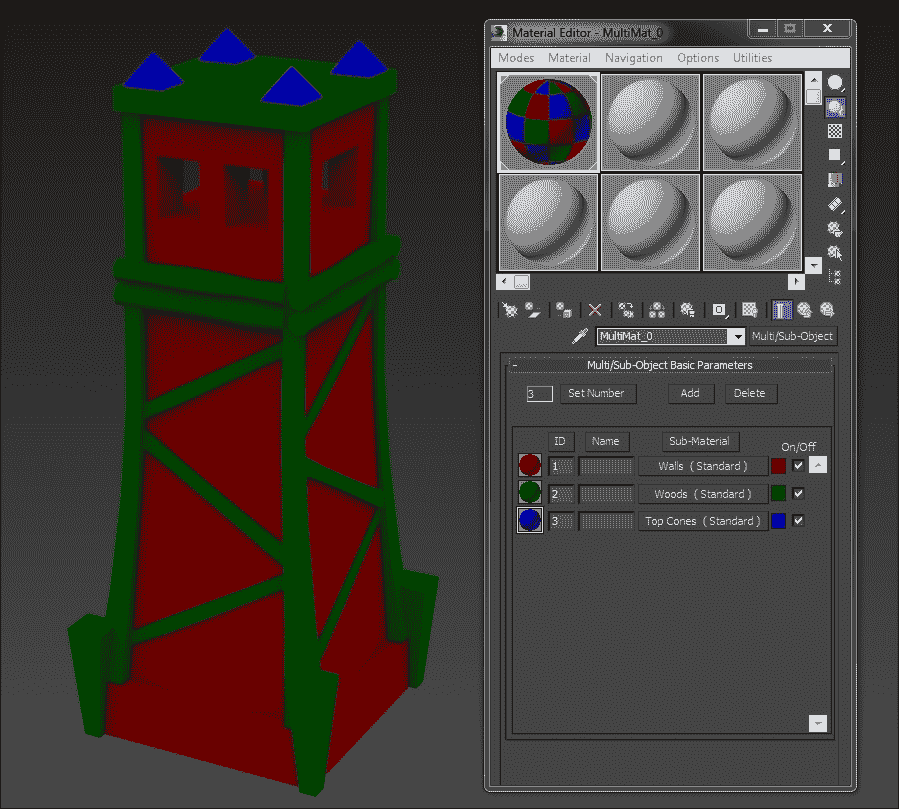 Material Editor - MultiMat_0
Modes Material Navigation Options Utilities
MultiMat_0 Multi/Sub-Object
- Multi/Sub-Object Basic Parameters
3 Set Number Add Delete
ID Name Sub-Material On/Off
1 Walls ( Standard )
2 Woods ( Standard )
3 Top Cones ( Standard )